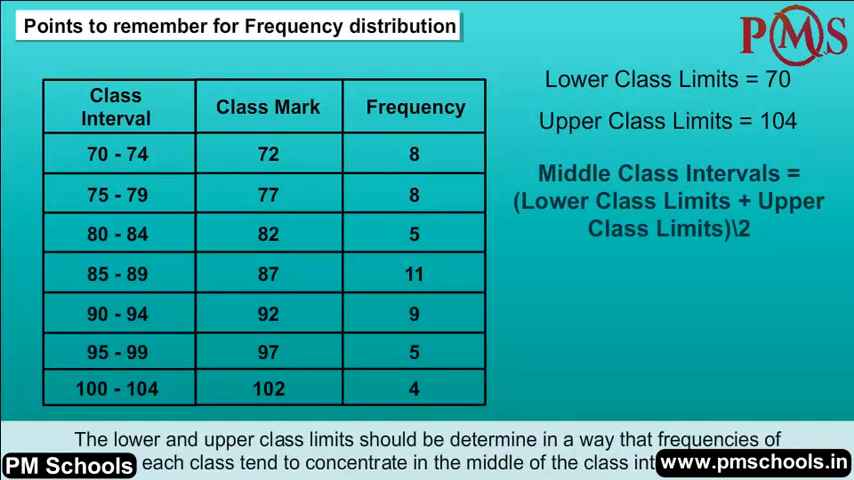 Points to remember for Frequency distribution
PMS
Lower Class Limits = 70
Upper Class Limits = 104
Middle Class Intervals =
(Lower Class Limits + Upper
Class Limits)\2
Class Interval Class Mark Frequency
70 - 74 72 8
75 - 79 77 8
80 - 84 82 5
85 - 89 87 11
90 - 94 92 9
95 - 99 97 5
100 - 104 102 4
The lower and upper class limits should be determine in a way that frequencies of
each class tend to concentrate in the middle of the class
PM Schools
www.pmschools.in